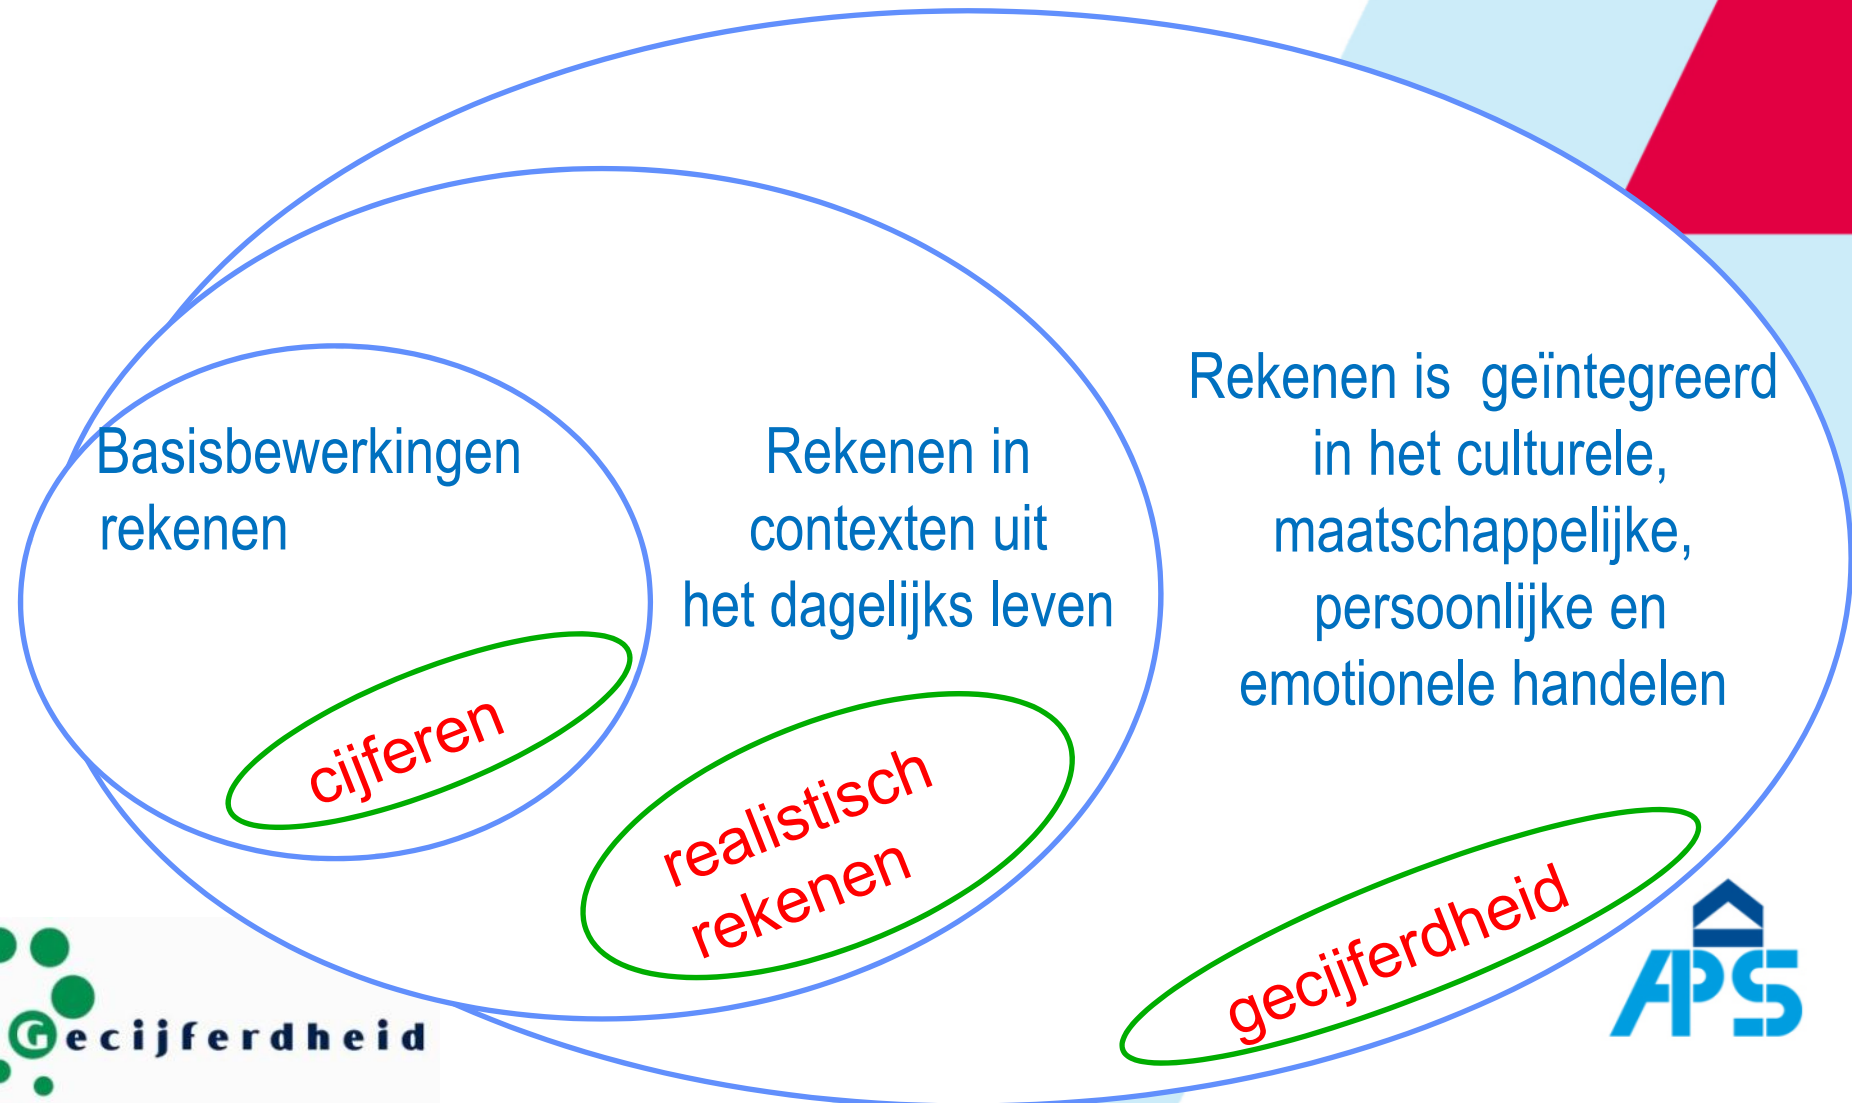 Basisbewerkingen
rekenen
cijferen
Rekenen in
contexten uit
het dagelijks leven
realistisch
rekenen
Rekenen is geïntegreerd
in het culturele,
maatschappelijke,
persoonlijke en
emotionele handelen
gecijferdheid
Gecijferdheid
APS